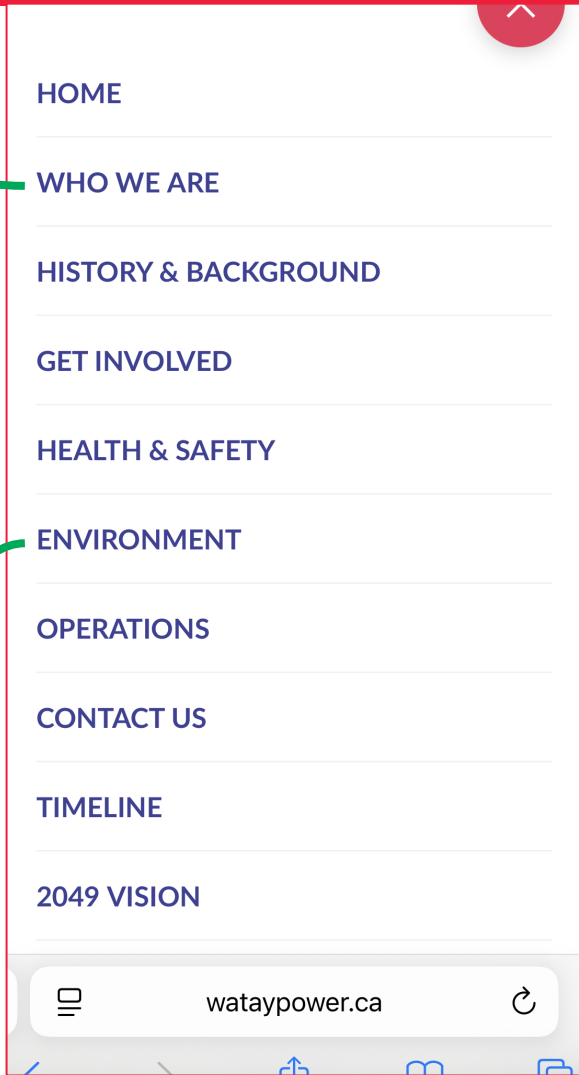 HOME
WHO WE ARE
HISTORY & BACKGROUND
GET INVOLVED
HEALTH & SAFETY
ENVIRONMENT
OPERATIONS
CONTACT US
TIMELINE
2049 VISION
wataypower.ca